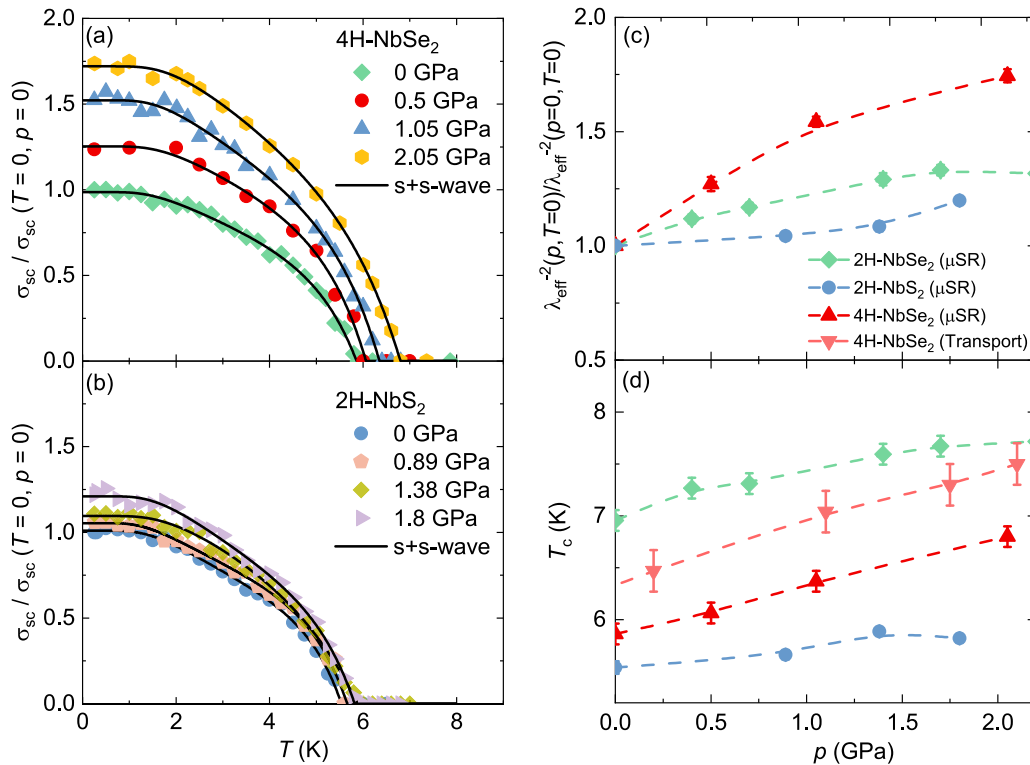 (a)
4H-NbSe2
0 GPa
0.5 GPa
1.05 GPa
2.05 GPa
s+s-wave
σsc / σsc (T = 0, p = 0)
2.0
1.5
1.0
0.5
0.0
(b)
2H-NbS2
0 GPa
0.89 GPa
1.38 GPa
1.8 GPa
s+s-wave
σsc / σsc (T = 0, p = 0)
1.5
1.0
0.5
0.0
0 2 4 6 8
T (K)
(c)
λeff-2(p, T=0)/λeff-2(p=0, T=0)
2.0
1.5
1.0
0.5
2H-NbSe2 (μSR)
2H-NbS2 (μSR)
4H-NbSe2 (μSR)
4H-NbSe2 (Transport)
(d)
Tc (K)
8
7
6
0.0 0.5 1.0 1.5 2.0
p (GPa)